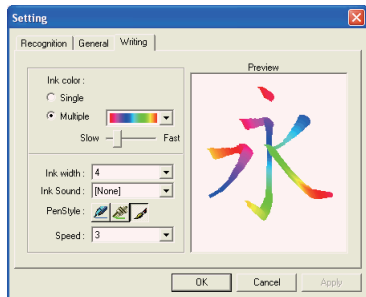 Setting
Recognition General Writing
Ink color :
Single
Multiple
Slow Fast
Ink width : 4
Ink Sound : [None]
PenStyle :
Speed : 3
Preview
永
OK Cancel Apply